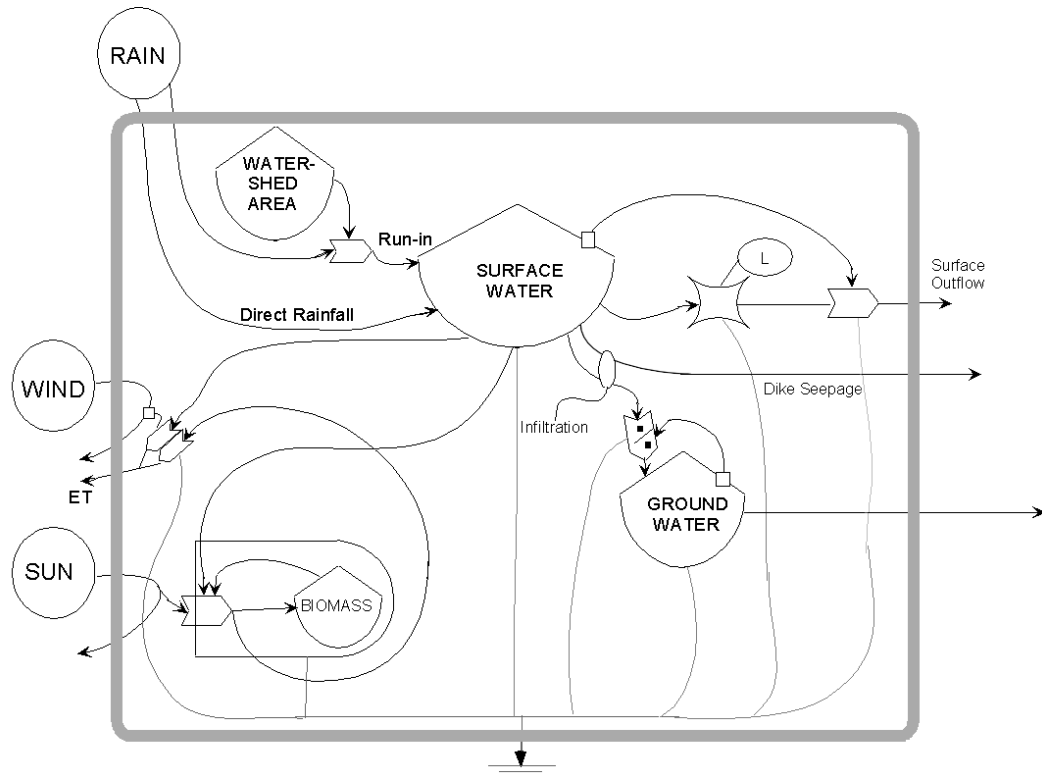 RAIN
WATER-
SHED
AREA
Run-in
SURFACE
WATER
L
Surface
Outflow
Direct Rainfall
WIND
Dike Seepage
Infiltration
ET
GROUND
WATER
SUN
BIOMASS